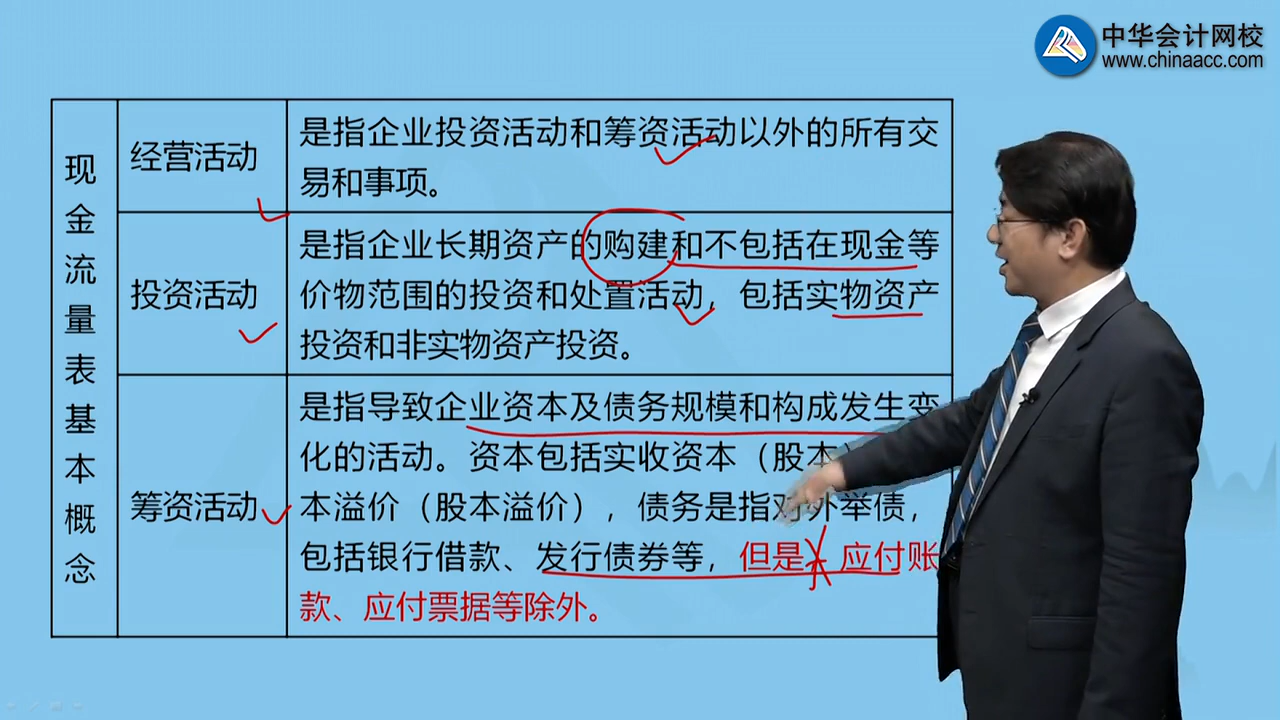 中华会计网校
www.chinaacc.com
现金流量表基本概念
经营活动
是指企业投资活动和筹资活动以外的所有交
易和事项。
投资活动
是指企业长期资产的购建和不包括在现金等
价物范围的投资和处置活动，包括实物资产
投资和非实物资产投资。
筹资活动
是指导致企业资本及债务规模和构成发生变
化的活动。资本包括实收资本（股本
本溢价（股本溢价），债务是指对外举债，
包括银行借款、发行债券等，但是 应付账
款、应付票据等除外。